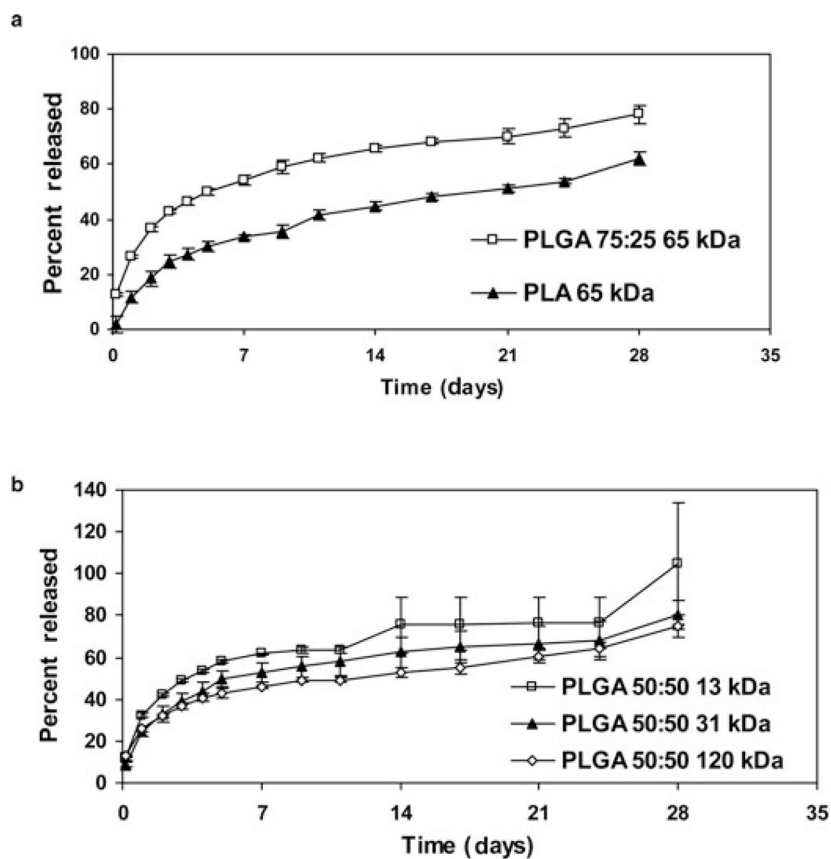 a
100
80
60
40
20
0
Percent released
PLGA 75:25 65 kDa
PLA 65 kDa
0 7 14 21 28 35
Time (days)
b
140
120
100
80
60
40
20
0
Percent released
PLGA 50:50 13 kDa
PLGA 50:50 31 kDa
PLGA 50:50 120 kDa
0 7 14 21 28 35
Time (days)